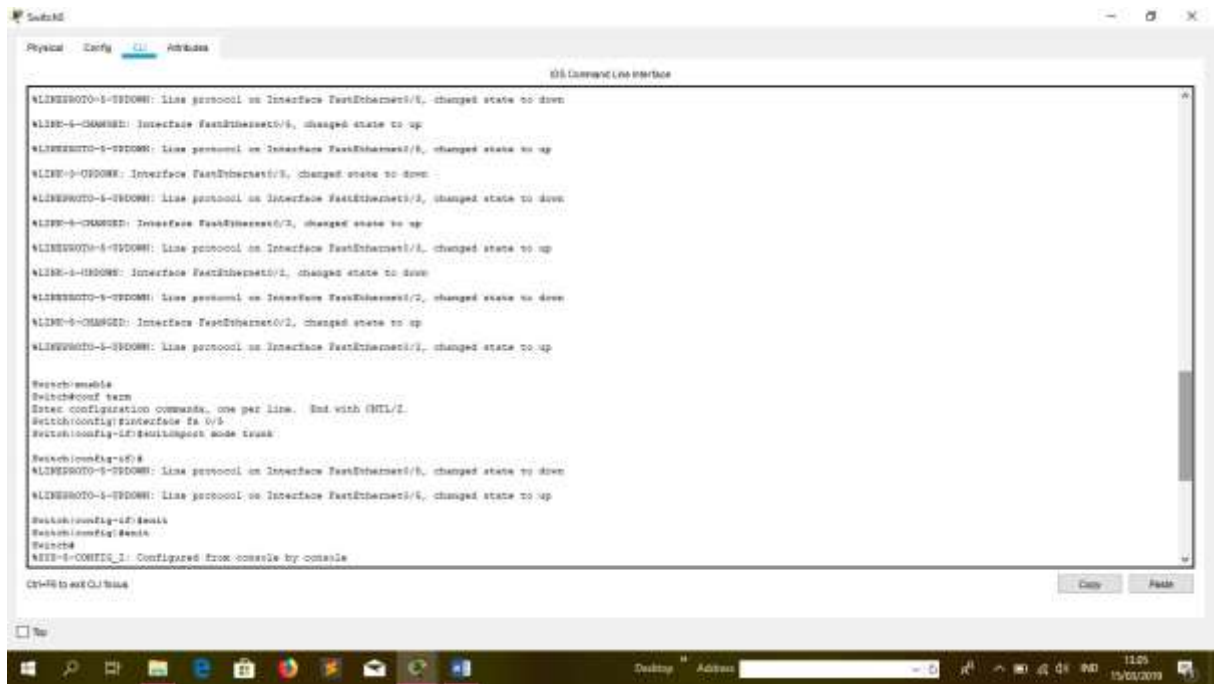 Physical Config CLI Attributes
IOS Command Line Interface
%LINEPROTO-5-UPDOWN: Line protocol on Interface FastEthernet0/5, changed state to down
%LINK-5-CHANGED: Interface FastEthernet0/5, changed state to up
%LINEPROTO-5-UPDOWN: Line protocol on Interface FastEthernet0/5, changed state to up
%LINK-3-UPDOWN: Interface FastEthernet0/3, changed state to down
%LINEPROTO-5-UPDOWN: Line protocol on Interface FastEthernet0/3, changed state to down
%LINK-5-CHANGED: Interface FastEthernet0/3, changed state to up
%LINEPROTO-5-UPDOWN: Line protocol on Interface FastEthernet0/3, changed state to up
%LINK-3-UPDOWN: Interface FastEthernet0/2, changed state to down
%LINEPROTO-5-UPDOWN: Line protocol on Interface FastEthernet0/2, changed state to down
%LINK-5-CHANGED: Interface FastEthernet0/2, changed state to up
%LINEPROTO-5-UPDOWN: Line protocol on Interface FastEthernet0/2, changed state to up
Switch>enable
Switch#conf term
Enter configuration commands, one per line. End with CNTL/Z.
Switch(config)#interface fa 0/5
Switch(config-if)#switchport mode trunk
Switch(config-if)#
%LINEPROTO-5-UPDOWN: Line protocol on Interface FastEthernet0/5, changed state to down
%LINEPROTO-5-UPDOWN: Line protocol on Interface FastEthernet0/5, changed state to up
Switch(config-if)#exit
Switch(config)#exit
Switch#
%SYS-5-CONFIG_I: Configured from console by console
Ctrl+F6 to exit CLI focus
Copy Paste
Top
Desktop Address
IND
13.05
15/03/2019